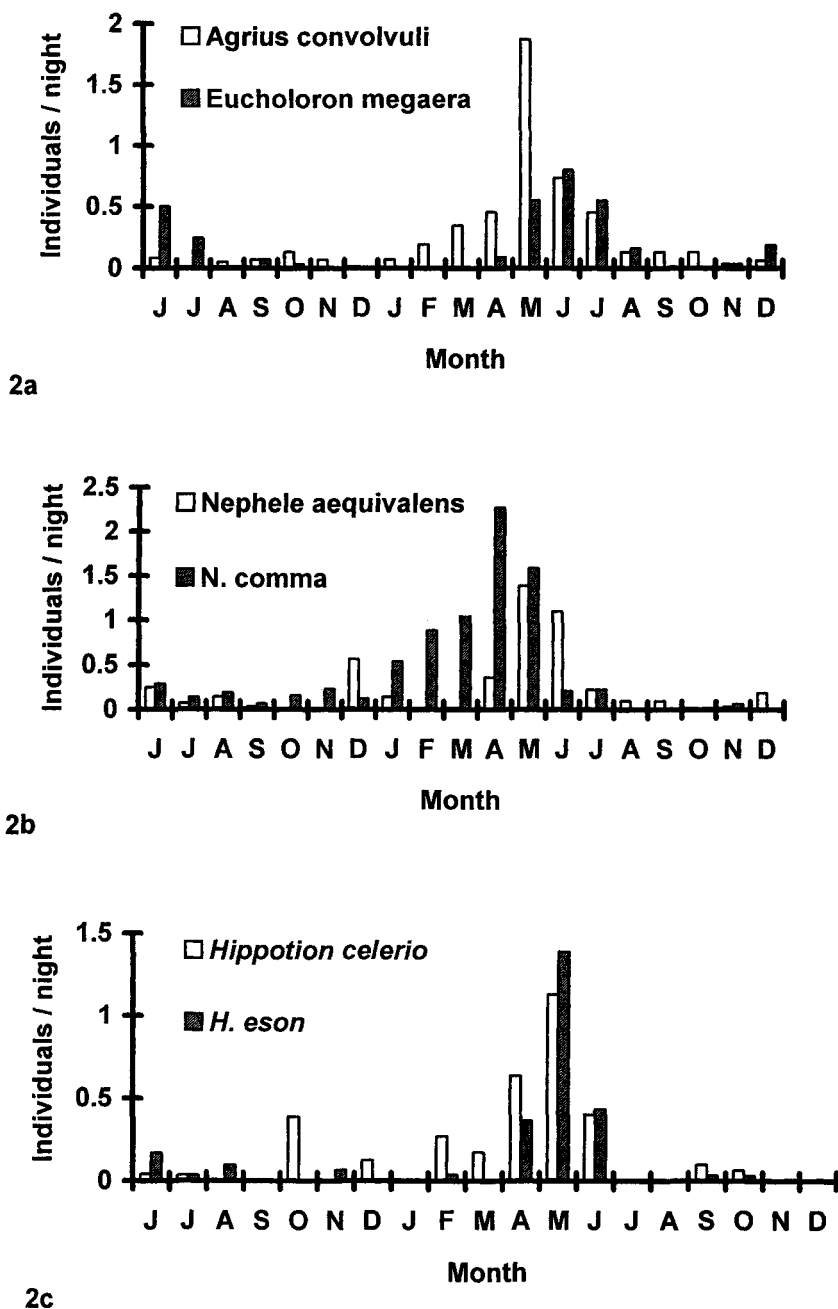 2
Agrius convolvuli
1.5
Eucholoron megaera
1
0.5
0
Individuals / night
J J A S O N D J F M A M J J A S O N D
Month
2a
2.5
Nephele aequivalens
2
1.5
N. comma
1
0.5
0
Individuals / night
J J A S O N D J F M A M J J A S O N D
Month
2b
1.5
Hippotion celerio
1
H. eson
0.5
0
Individuals / night
J J A S O N D J F M A M J J A S O N D
Month
2c